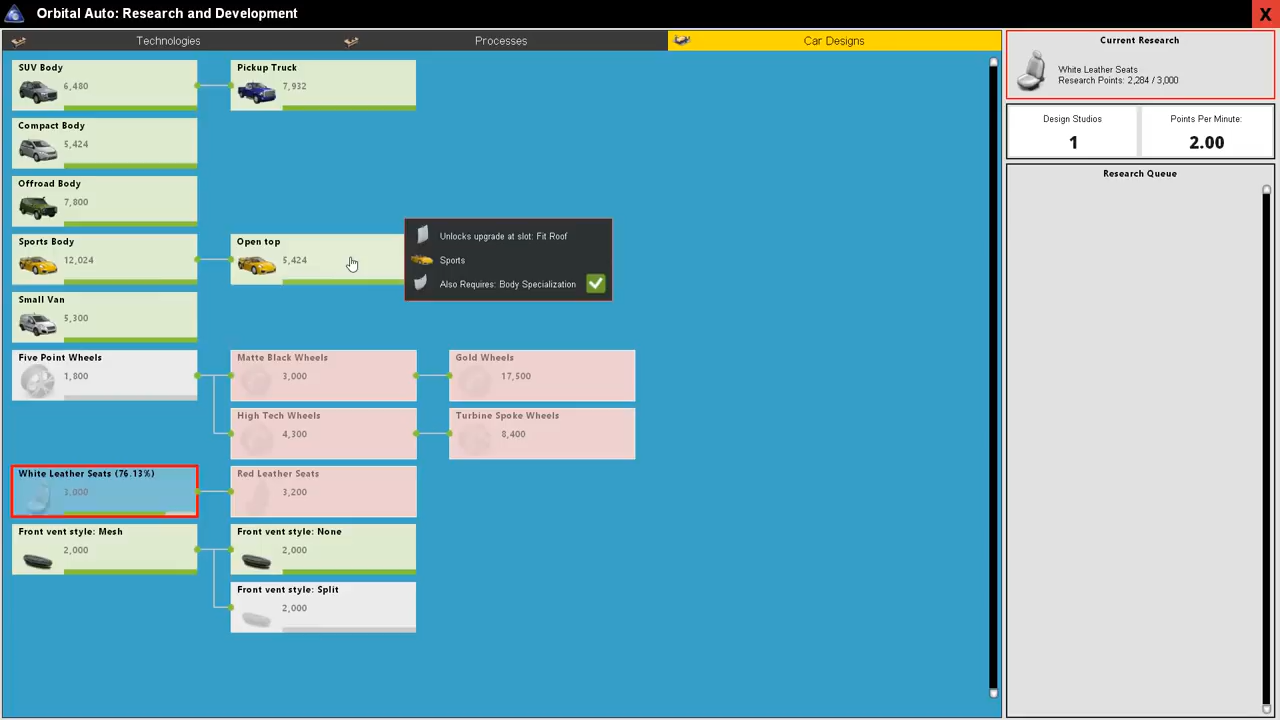 Orbital Auto: Research and Development
X
Technologies
Processes
Car Designs
SUV Body
6,480
Pickup Truck
7,932
Compact Body
5,424
Offroad Body
7,800
Sports Body
12,024
Open top
5,424
Unlocks upgrade at slot: Fit Roof
Sports
Also Requires: Body Specialization
Small Van
5,300
Five Point Wheels
1,800
Matte Black Wheels
3,000
Gold Wheels
17,500
High Tech Wheels
4,300
Turbine Spoke Wheels
8,400
White Leather Seats (76.13%)
3,000
Red Leather Seats
3,200
Front vent style: Mesh
2,000
Front vent style: None
2,000
Front vent style: Split
2,000
Current Research
White Leather Seats
Research Points: 2,284 / 3,000
Design Studios
1
Points Per Minute:
2.00
Research Queue